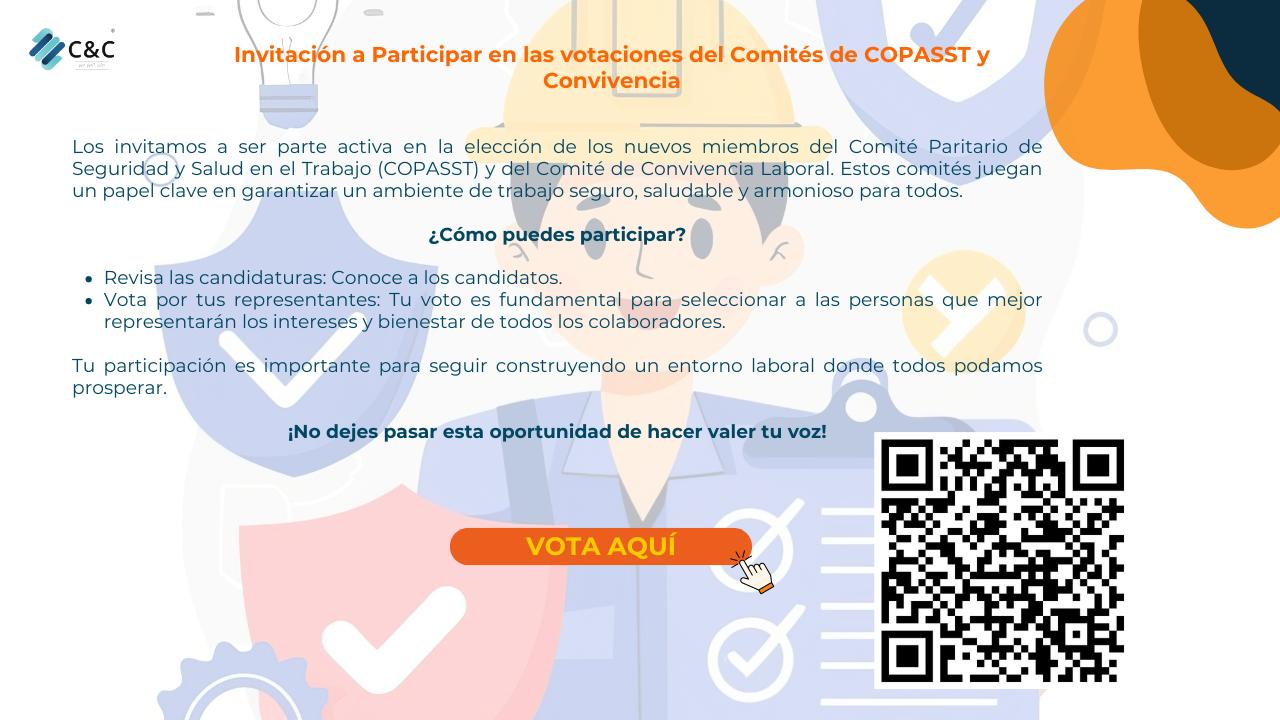 C&C
Invitación a Participar en las votaciones del Comités de COPASST y
Convivencia
Los invitamos a ser parte activa en la elección de los nuevos miembros del Comité Paritario de
Seguridad y Salud en el Trabajo (COPASST) y del Comité de Convivencia Laboral. Estos comités juegan
un papel clave en garantizar un ambiente de trabajo seguro, saludable y armonioso para todos.
¿Cómo puedes participar?
• Revisa las candidaturas: Conoce a los candidatos.
• Vota por tus representantes: Tu voto es fundamental para seleccionar a las personas que mejor
representarán los intereses y bienestar de todos los colaboradores.
Tu participación es importante para seguir construyendo un entorno laboral donde todos podamos
prosperar.
¡No dejes pasar esta oportunidad de hacer valer tu voz!
VOTA AQUÍ